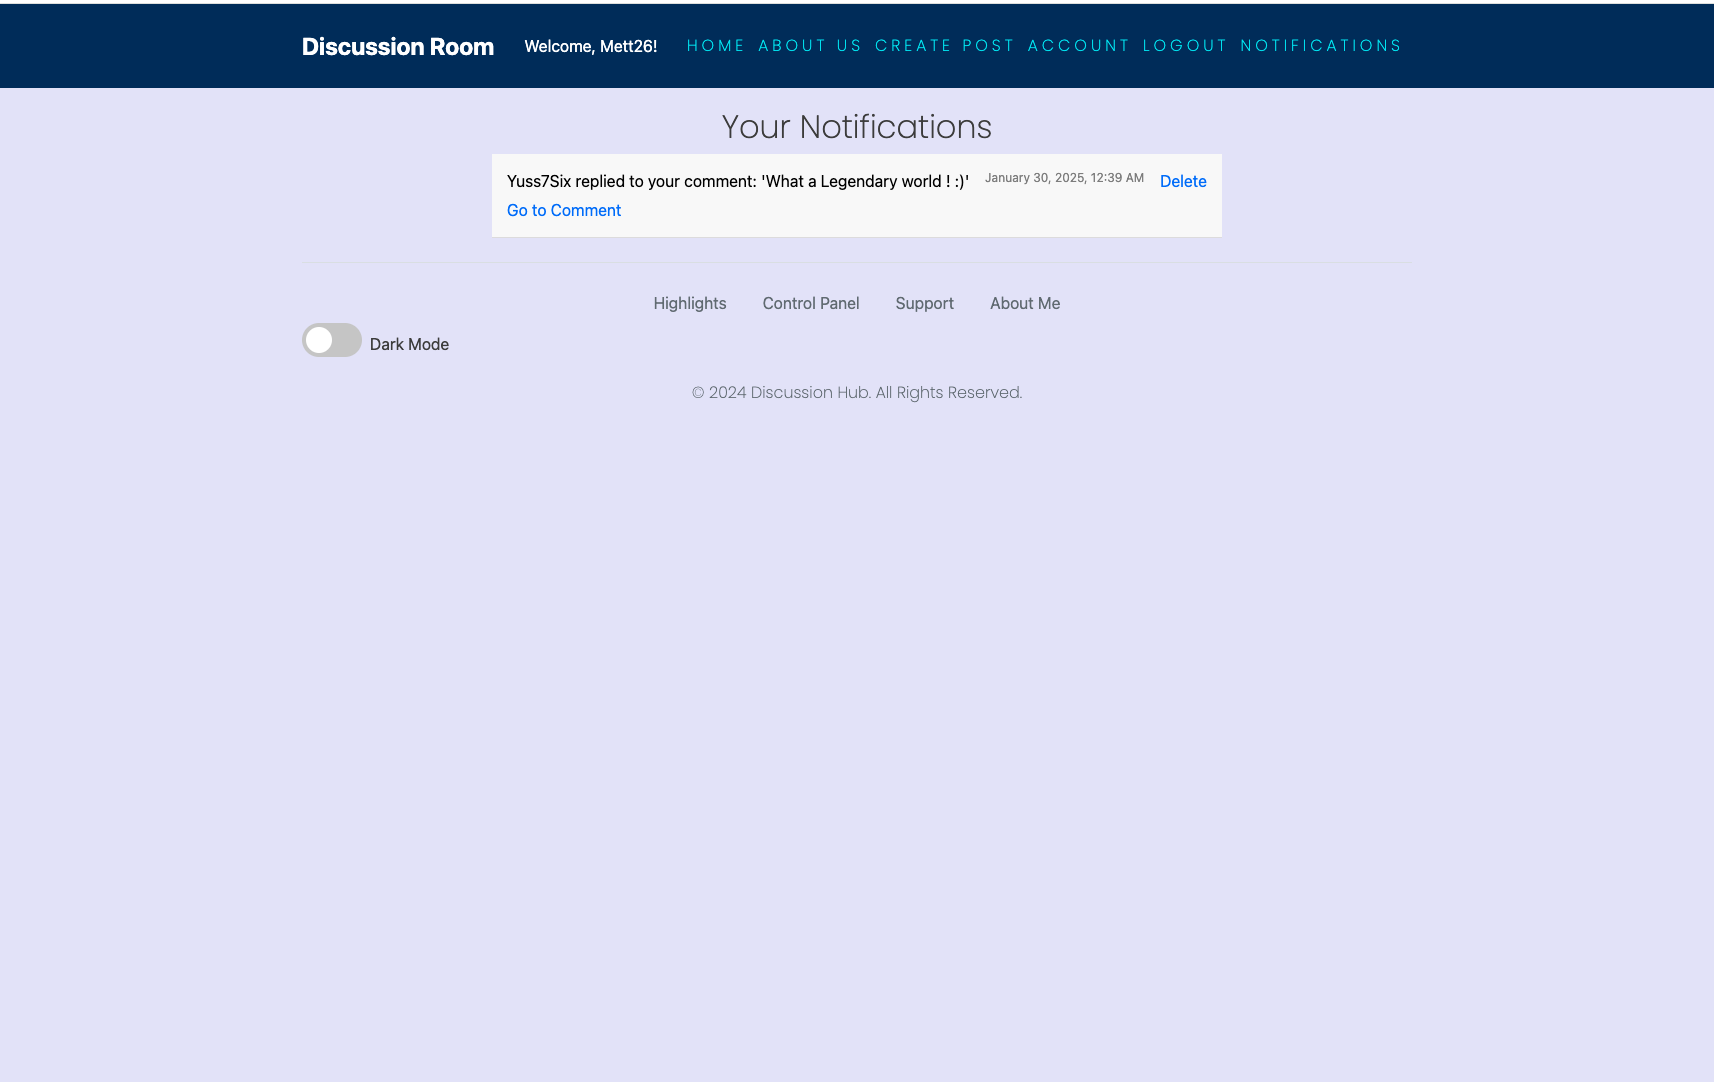 Discussion Room Welcome, Mett26! HOME ABOUT US CREATE POST ACCOUNT LOGOUT NOTIFICATIONS
Your Notifications
Yuss7Six replied to your comment: 'What a Legendary world ! :)' January 30, 2025, 12:39 AM Delete
Go to Comment
Highlights Control Panel Support About Me
Dark Mode
© 2024 Discussion Hub. All Rights Reserved.